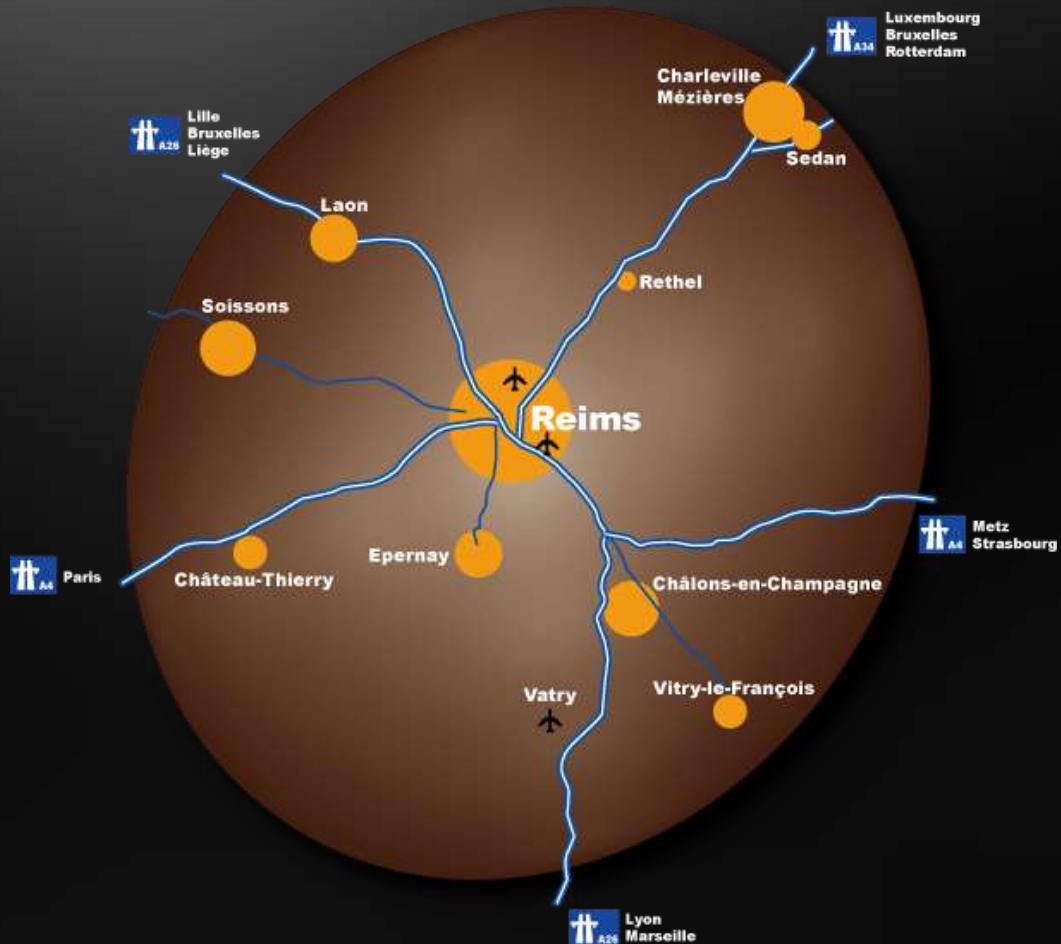 Luxembourg
Bruxelles
Rotterdam
A34
Charleville
Mézières
Sedan
Lille
Bruxelles
Liège
A26
Laon
Rethel
Soissons
Reims
Metz
Strasbourg
A4
Epernay
Château-Thierry
A4
Paris
Châlons-en-Champagne
Vatry
Vitry-le-François
Lyon
Marseille
A26